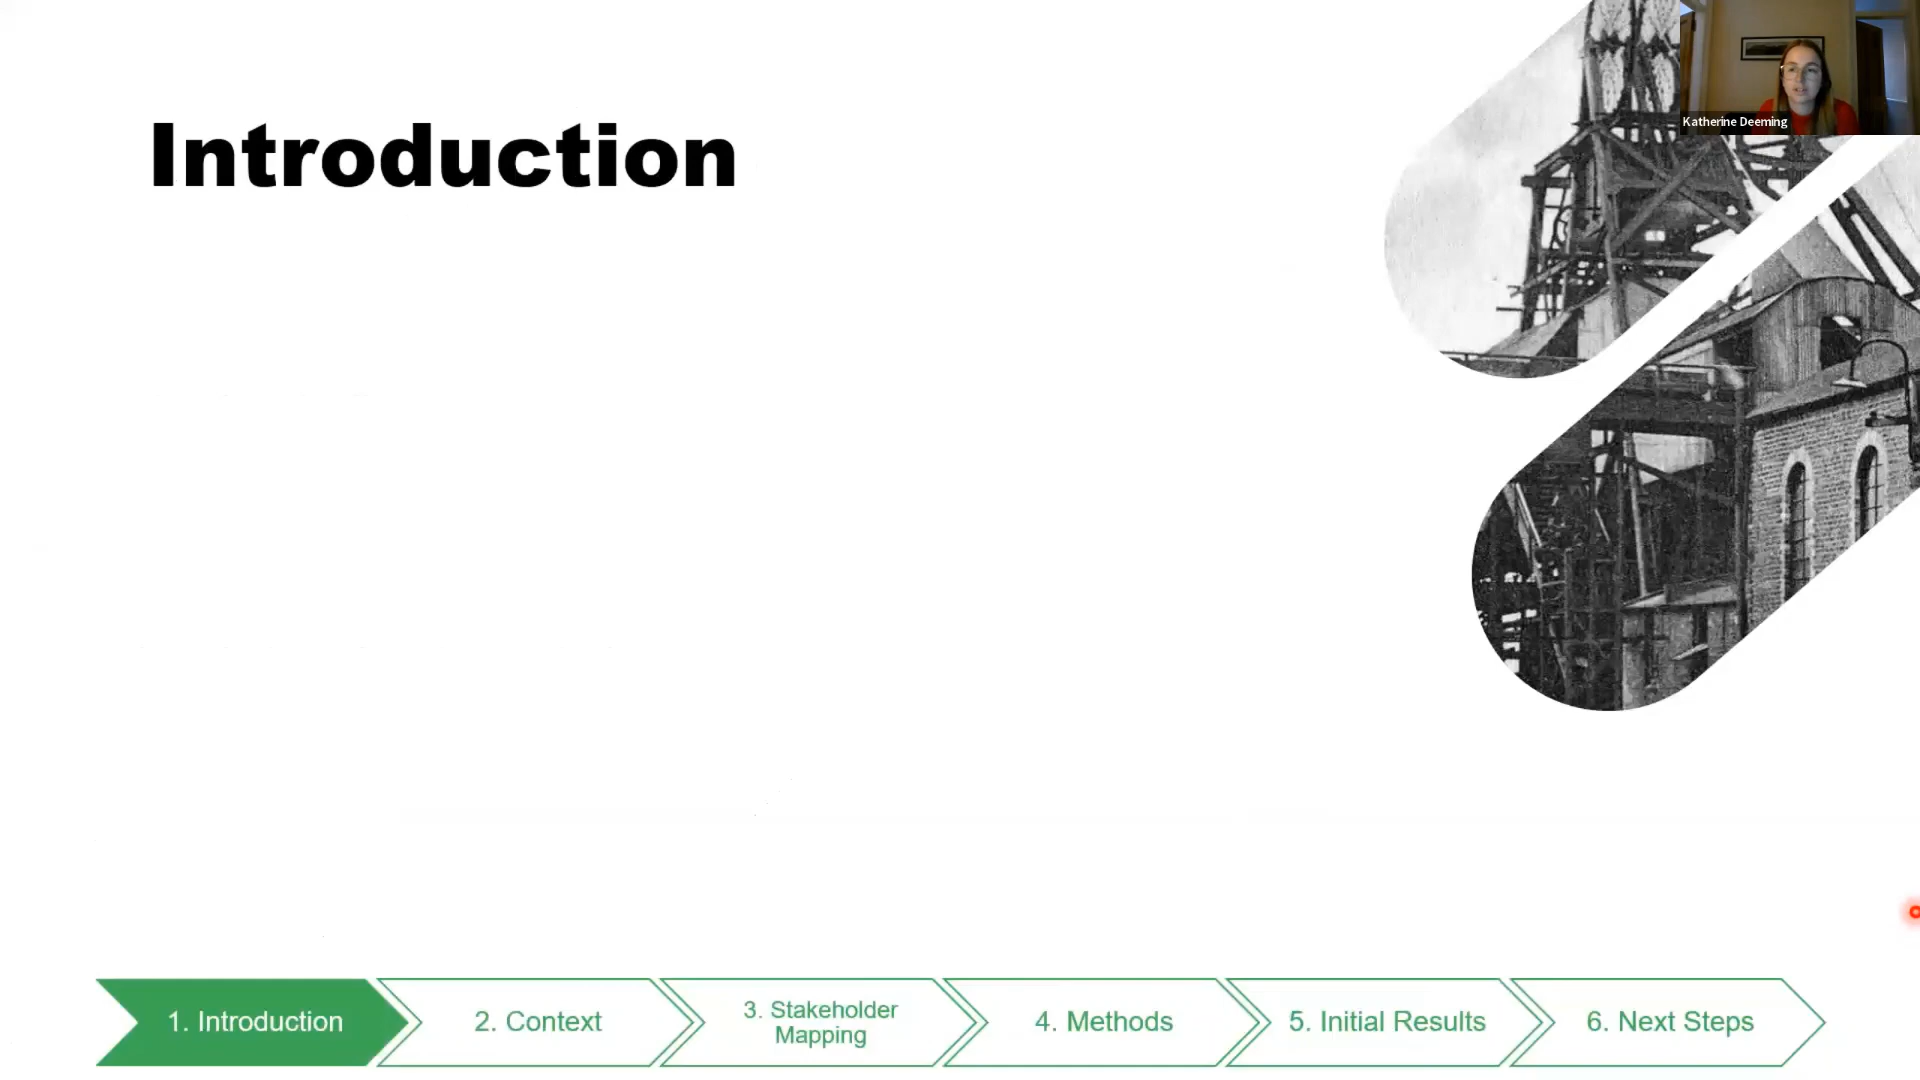 Katherine Deeming
Introduction
1. Introduction
2. Context
3. Stakeholder
Mapping
4. Methods
5. Initial Results
6. Next Steps